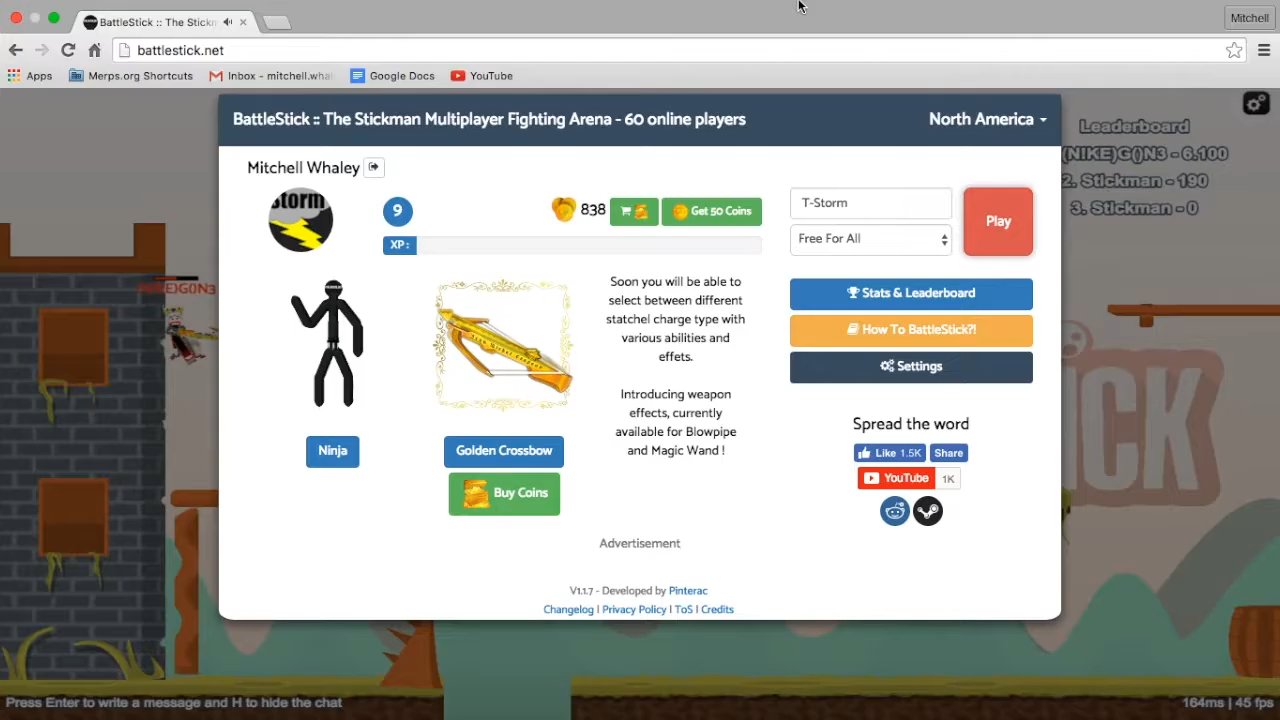 BattleStick :: The Stickm
Mitchell
battlestick.net
Apps
Merps.org Shortcuts
Inbox - mitchell.wha
Google Docs
YouTube
BattleStick :: The Stickman Multiplayer Fighting Arena - 60 online players
North America
Leaderboard
(NIKE)G()N3 - 6.100
2. Stickman - 190
3. Stickman - 0
Mitchell Whaley
Storm
9
838
Get 50 Coins
XP :
T-Storm
Free For All
Play
Stats & Leaderboard
How To BattleStick?!
Settings
Soon you will be able to
select between different
statchel charge type with
various abilities and
effets.
Introducing weapon
effects, currently
available for Blowpipe
and Magic Wand !
Ninja
Golden Crossbow
Buy Coins
Spread the word
Like 1.5K
Share
YouTube 1K
Advertisement
V1.1.7 - Developed by Pinterac
Changelog | Privacy Policy | ToS | Credits
Press Enter to write a message and H to hide the chat
164ms | 45 fps